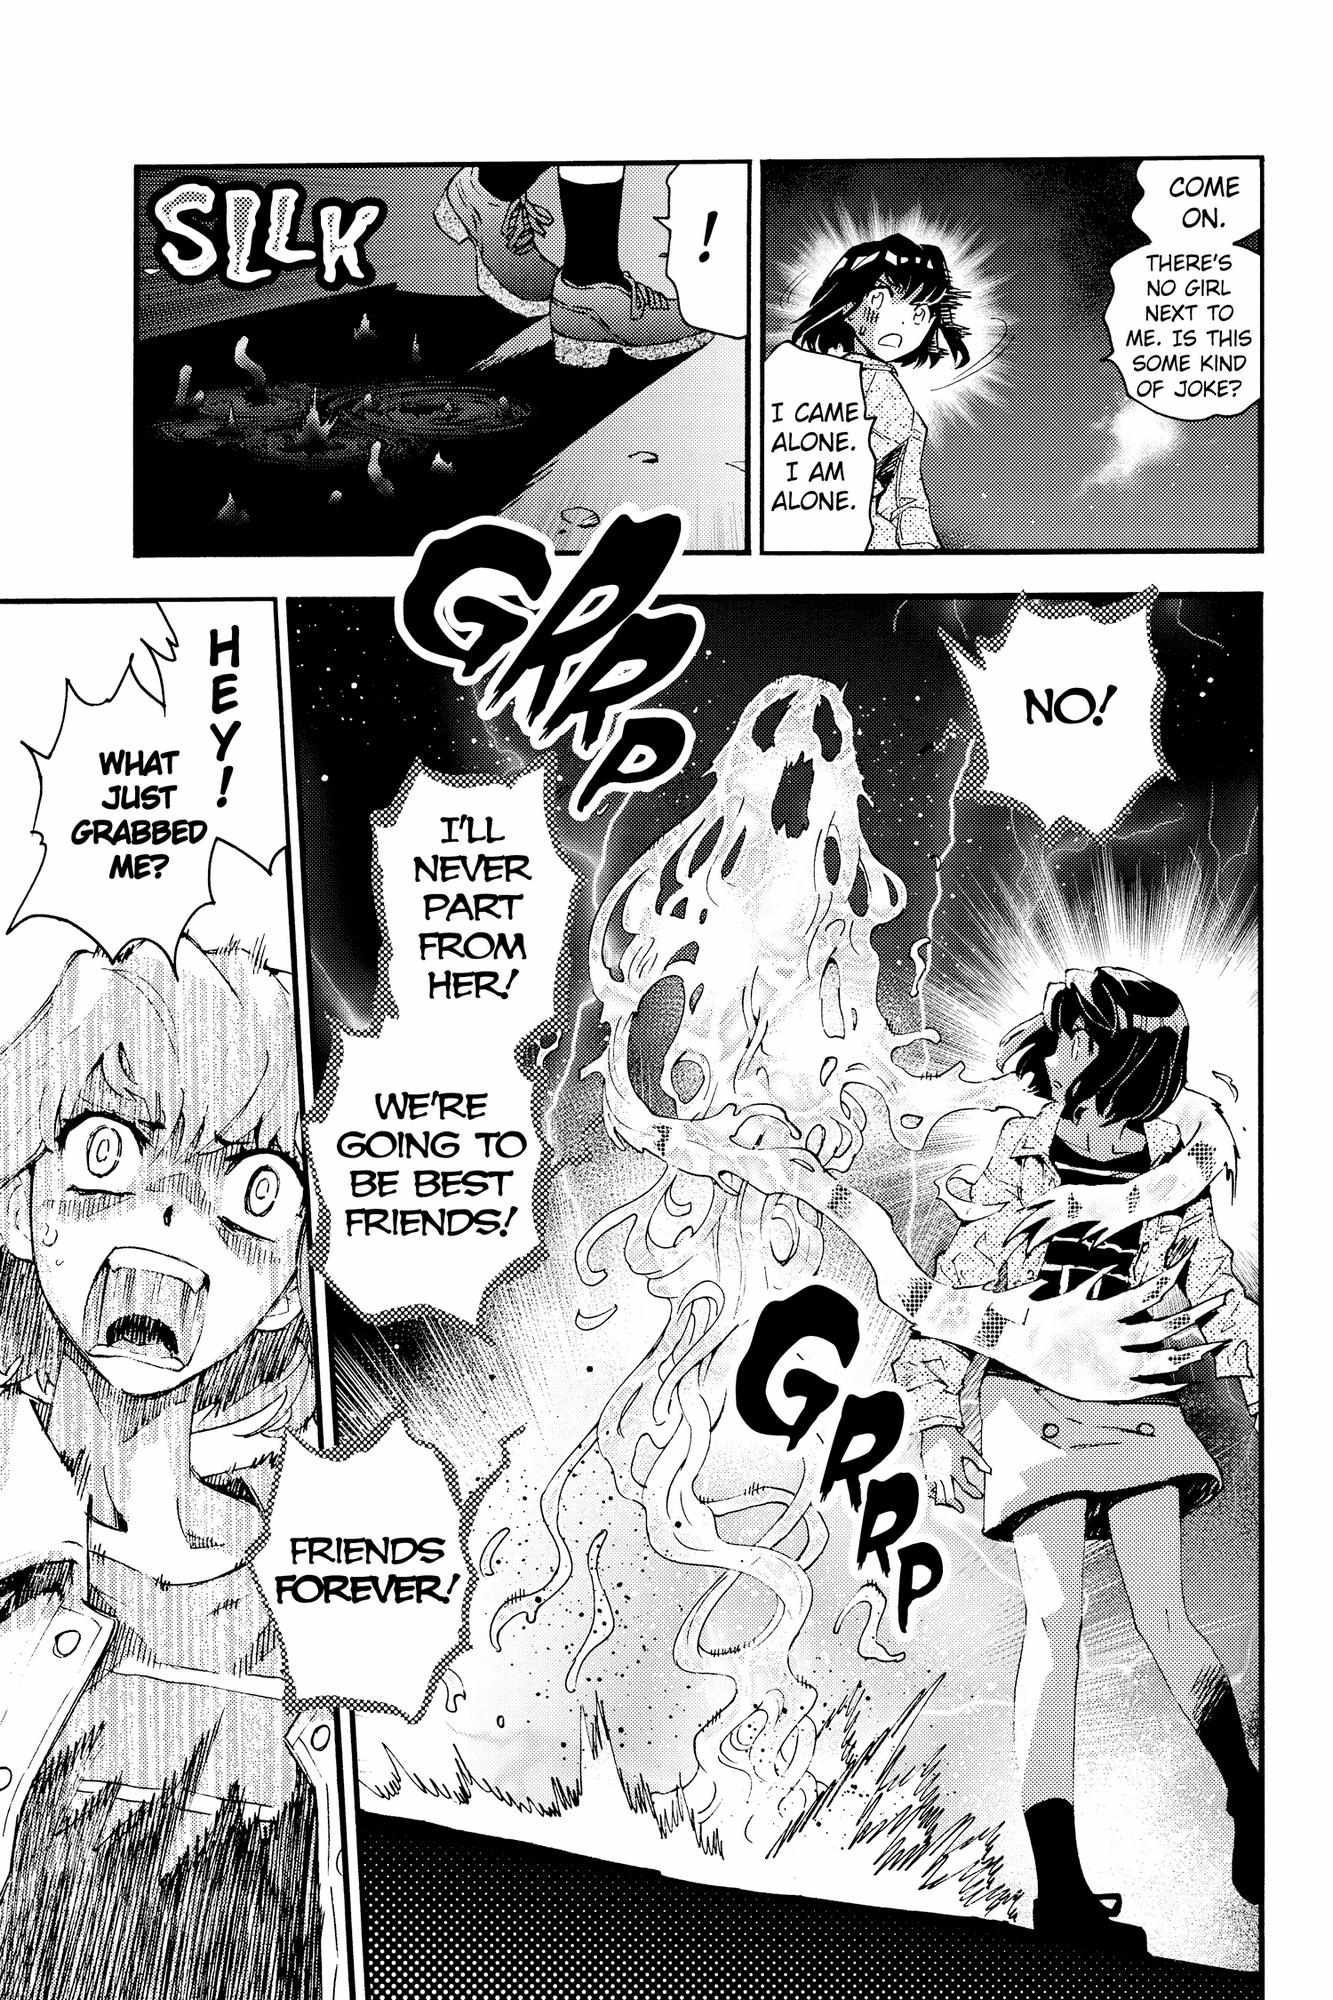 COME
ON.
THERE'S
NO GIRL
NEXT TO
ME. IS THIS
SOME KIND
OF JOKE?
I CAME
ALONE.
I AM
ALONE.
!
SLLK
NO!
GRRP
I'LL
NEVER
PART
FROM
HER!
WE'RE
GOING TO
BE BEST
FRIENDS!
GRRP
FRIENDS
FOREVER!
HEY!
WHAT
JUST
GRABBED
ME?